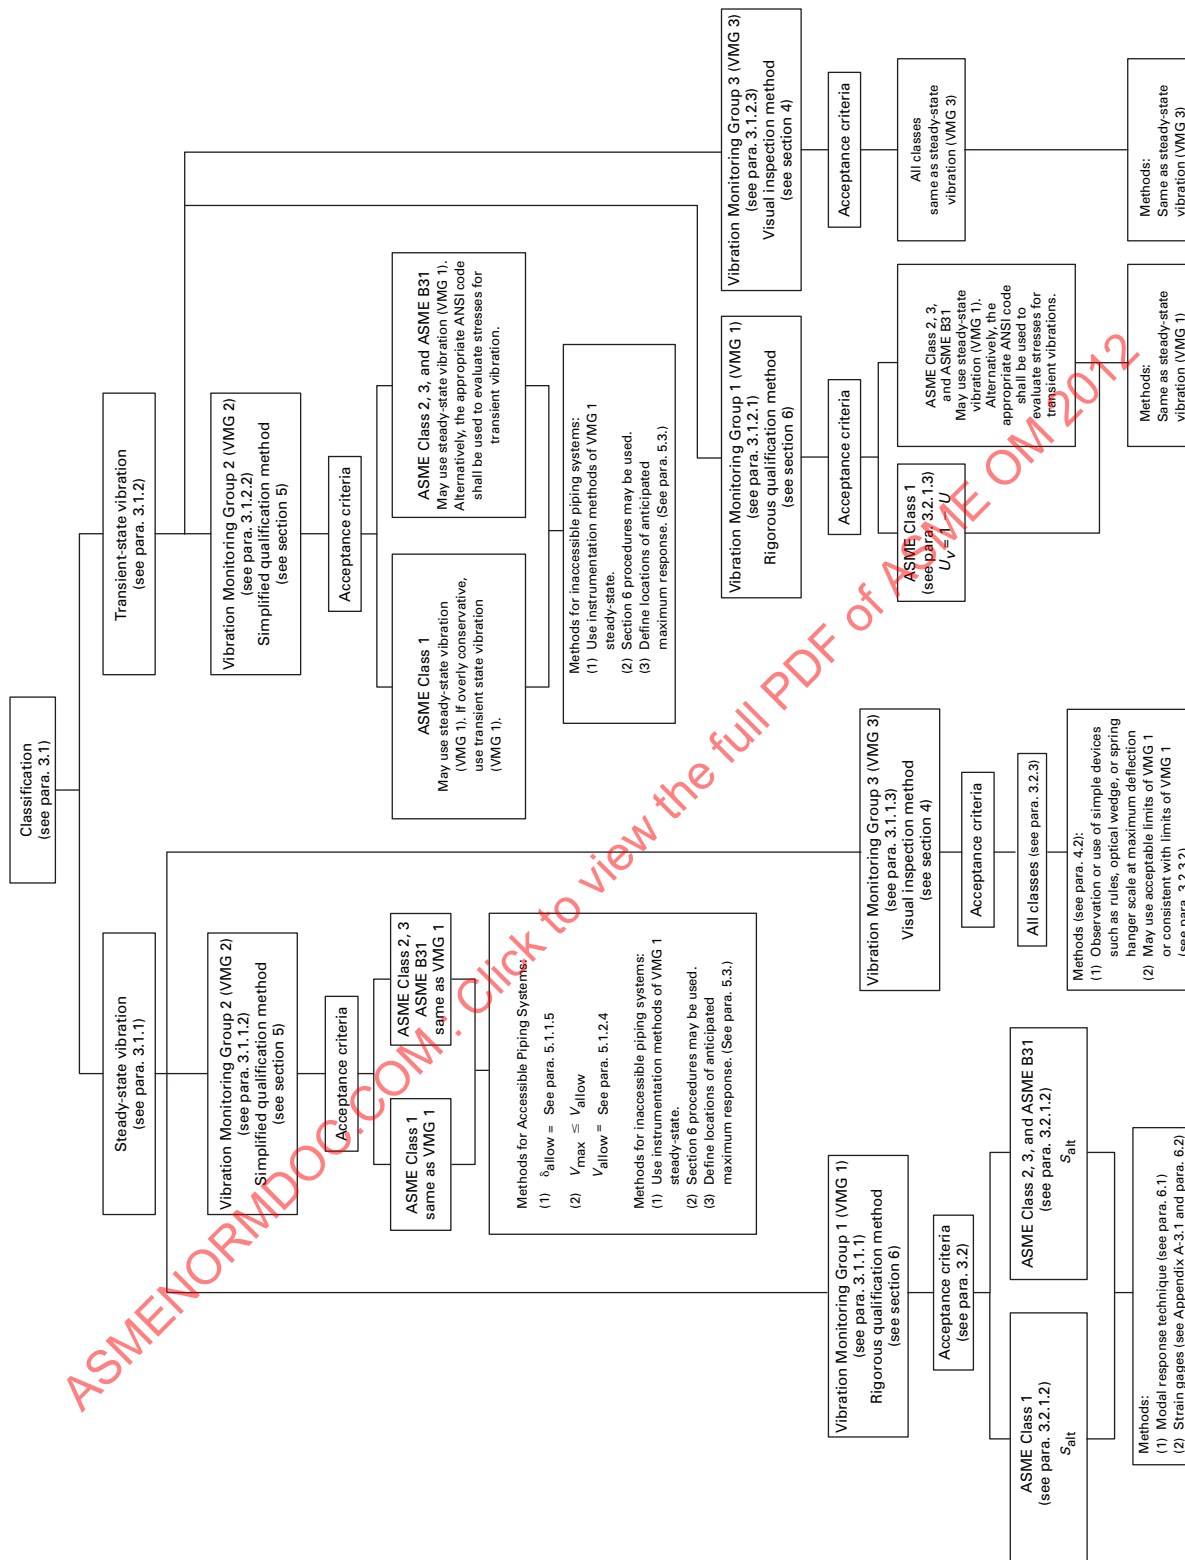 Classification
(see para. 3.1)
Steady-state vibration
(see para. 3.1.1)
Transient-state vibration
(see para. 3.1.2)
Vibration Monitoring Group 2 (VMG 2)
(see para. 3.1.1.2)
Simplified qualification method
(see section 5)
Acceptance criteria
ASME Class 1
same as VMG 1
ASME Class 2, 3
ASME B31
same as VMG 1
Methods for Accessible Piping Systems:
(1) δallow = See para. 5.1.1.5
(2) Vmax ≤ Vallow
Vallow = See para. 5.1.2.4
Methods for inaccessible piping systems:
(1) Use instrumentation methods of VMG 1
steady-state.
(2) Section 6 procedures may be used.
(3) Define locations of anticipated
maximum response. (See para. 5.3.)
Vibration Monitoring Group 2 (VMG 2)
(see para. 3.1.2.2)
Simplified qualification method
(see section 5)
Acceptance criteria
ASME Class 1
May use steady-state vibration
(VMG 1). If overly conservative,
use transient state vibration
(VMG 1).
ASME Class 2, 3, and ASME B31
May use steady-state vibration (VMG 1).
Alternatively, the appropriate ANSI code
shall be used to evaluate stresses for
transient vibration.
Methods for inaccessible piping systems:
(1) Use instrumentation methods of VMG 1
steady-state.
(2) Section 6 procedures may be used.
(3) Define locations of anticipated
maximum response. (See para. 5.3.)
Vibration Monitoring Group 1 (VMG 1)
(see para. 3.1.1.1)
Rigorous qualification method
(see section 6)
Acceptance criteria
(see para. 3.2)
ASME Class 1
(see para. 3.2.1.2)
Salt
ASME Class 2, 3, and ASME B31
(see para. 3.2.1.2)
Salt
Methods:
(1) Modal response technique (see para. 6.1)
(2) Strain gages (see Appendix A-3.1 and para. 6.2)
Vibration Monitoring Group 3 (VMG 3)
(see para. 3.1.1.3)
Visual inspection method
(see section 4)
Acceptance criteria
All classes (see para. 3.2.3)
Methods (see para. 4.2):
(1) Observation or use of simple devices
such as rules, optical wedge, or spring
hanger scale at maximum deflection
(2) May use acceptable limits of VMG 1
or consistent with limits of VMG 1
(see para. 3.2.3.2)
Vibration Monitoring Group 1 (VMG 1)
(see para. 3.1.2.1)
Rigorous qualification method
(see section 6)
Acceptance criteria
ASME Class 1
(see para. 3.2.1.3)
Uv = 1 − U
ASME Class 2, 3,
and ASME B31
May use steady-state
vibration (VMG 1).
Alternatively, the
appropriate ANSI code
shall be used to
evaluate stresses for
transient vibrations.
Methods:
Same as steady-state
vibration (VMG 1)
Vibration Monitoring Group 3 (VMG 3)
(see para. 3.1.2.3)
Visual inspection method
(see section 4)
Acceptance criteria
All classes
same as steady-state
vibration (VMG 3)
Methods:
Same as steady-state
vibration (VMG 3)
ASMENORMDOC.COM : Click to view the full PDF of ASME OM 2012